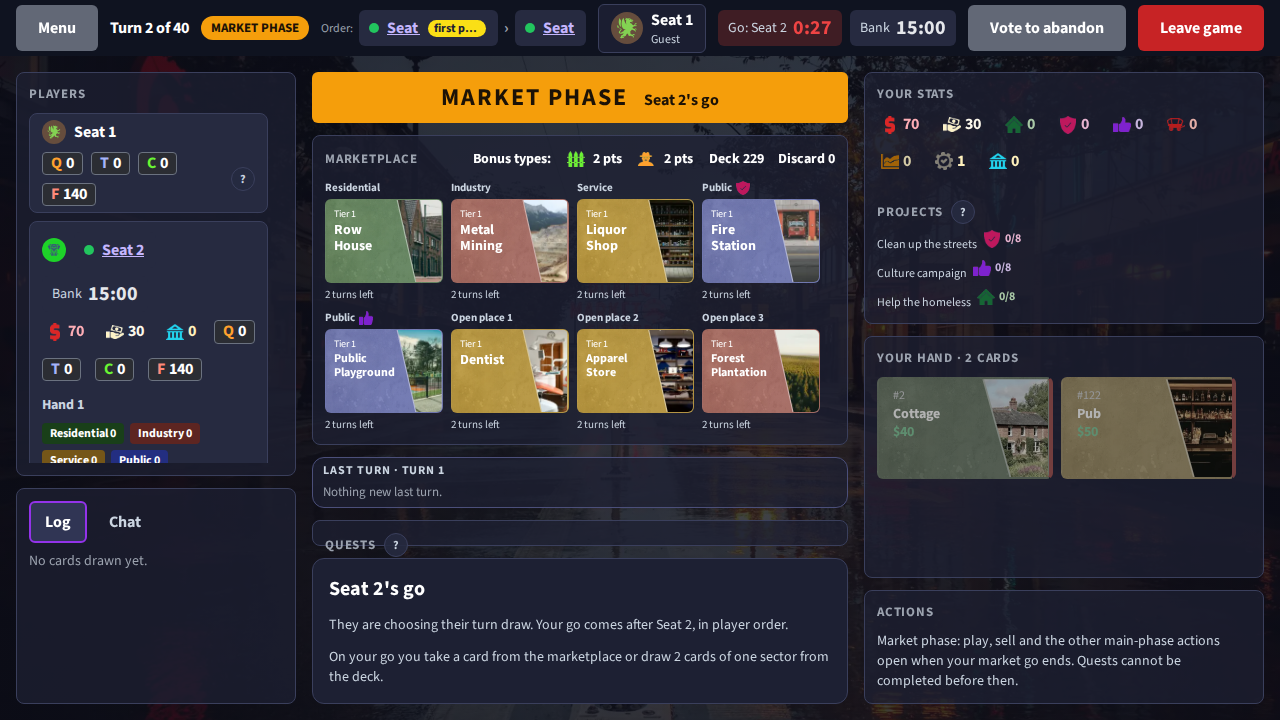 Menu
Turn 2 of 40
MARKET PHASE
Order:
Seat
first p…
›
Seat
Seat 1
Guest
Go: Seat 2 0:27
Bank 15:00
Vote to abandon
Leave game
PLAYERS
Seat 1
Q 0
T 0
C 0
F 140
?
Seat 2
Bank 15:00
70
30
0
Q 0
T 0
C 0
F 140
Hand 1
Residential 0
Industry 0
Service 0
Public 0
Log
Chat
No cards drawn yet.
MARKET PHASE Seat 2's go
MARKETPLACE
Bonus types:
2 pts
2 pts
Deck 229
Discard 0
Residential
Tier 1
Row
House
2 turns left
Industry
Tier 1
Metal
Mining
2 turns left
Service
Tier 1
Liquor
Shop
2 turns left
Public
Tier 1
Fire
Station
2 turns left
Public
Tier 1
Public
Playground
2 turns left
Open place 1
Tier 1
Dentist
2 turns left
Open place 2
Tier 1
Apparel
Store
2 turns left
Open place 3
Tier 1
Forest
Plantation
2 turns left
LAST TURN · TURN 1
Nothing new last turn.
QUESTS
?
Seat 2's go
They are choosing their turn draw. Your go comes after Seat 2, in player order.
On your go you take a card from the marketplace or draw 2 cards of one sector from
the deck.
YOUR STATS
70
30
0
0
0
0
0
1
0
PROJECTS
?
Clean up the streets
0/8
Culture campaign
0/8
Help the homeless
0/8
YOUR HAND · 2 CARDS
#2
Cottage
$40
#122
Pub
$50
ACTIONS
Market phase: play, sell and the other main-phase actions
open when your market go ends. Quests cannot be
completed before then.